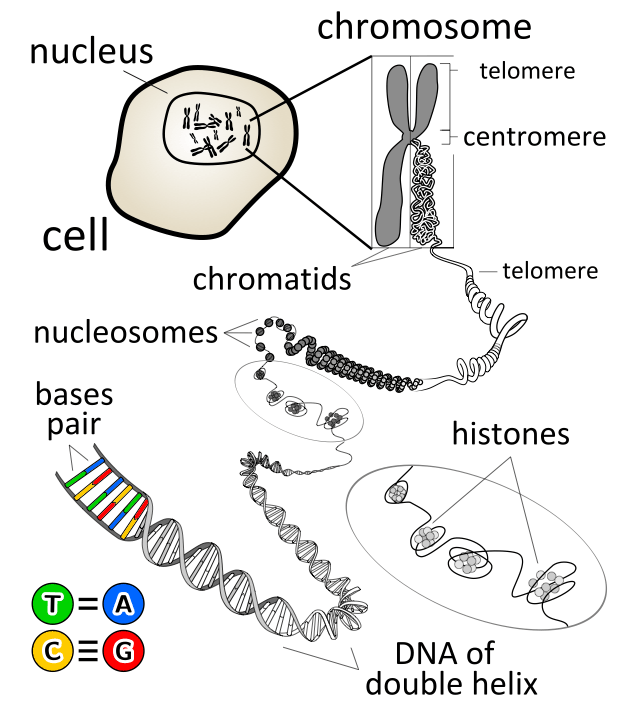 chromosome
nucleus
telomere
centromere
cell
chromatids
telomere
nucleosomes
bases
pair
histones
T = A
C ≡ G
DNA of
double helix